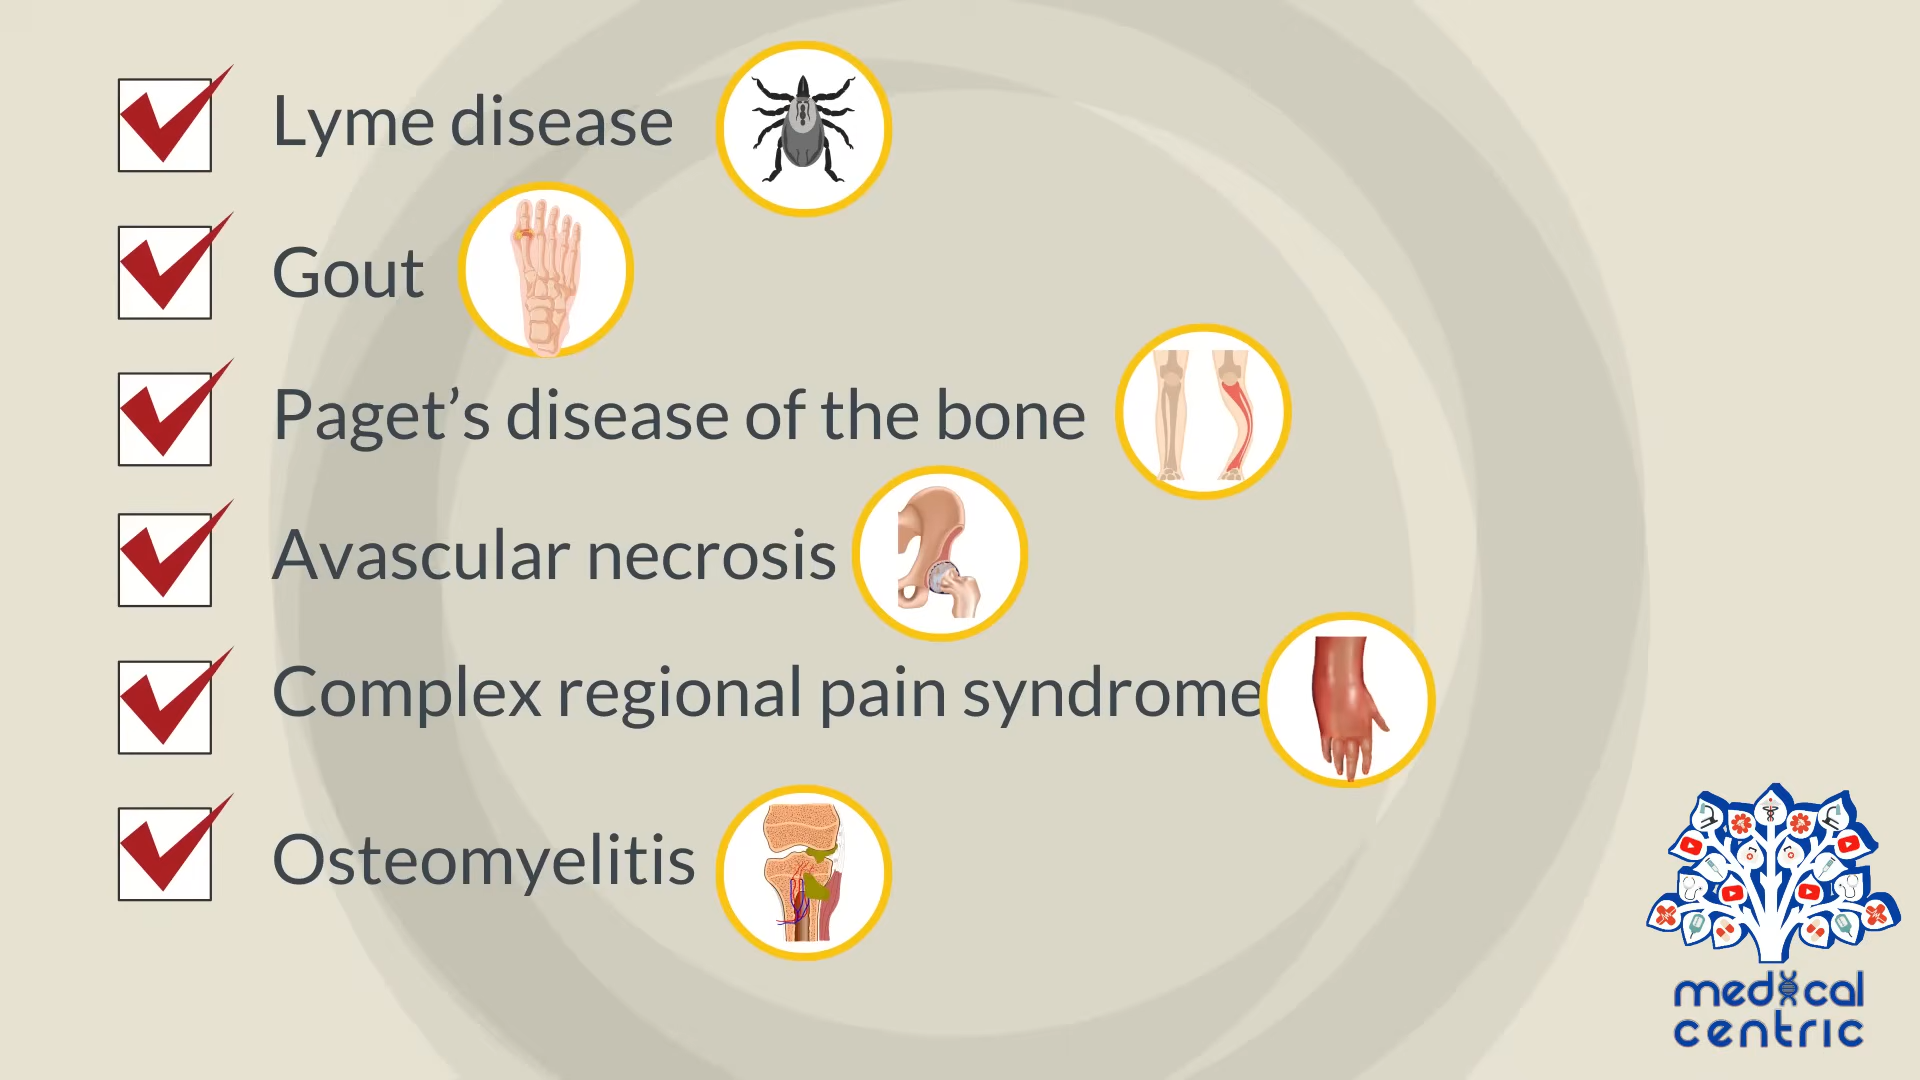 Lyme disease
Gout
Paget’s disease of the bone
Avascular necrosis
Complex regional pain syndrome
Osteomyelitis
medical
centric